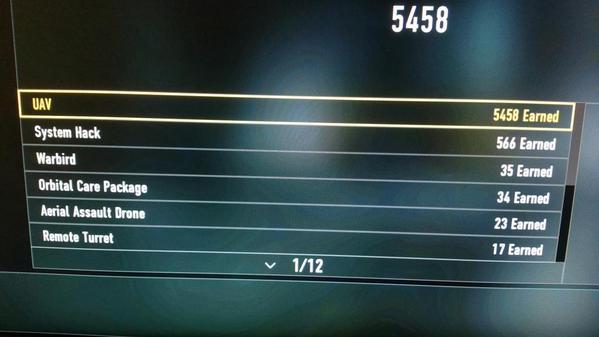 5458
UAV 5458 Earned
System Hack 566 Earned
Warbird 35 Earned
Orbital Care Package 34 Earned
Aerial Assault Drone 23 Earned
Remote Turret 17 Earned
1/12